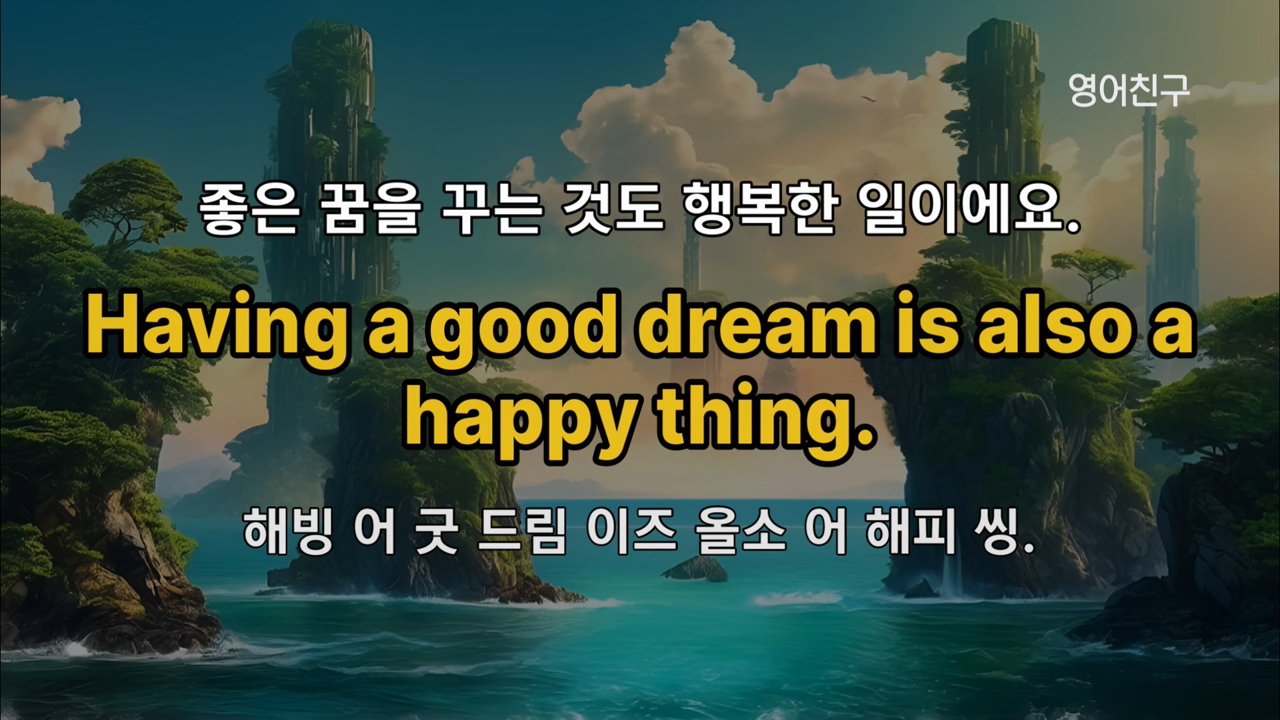 영어친구
좋은 꿈을 꾸는 것도 행복한 일이에요.
Having a good dream is also a
happy thing.
해빙 어 굿 드림 이즈 올소 어 해피 씽.